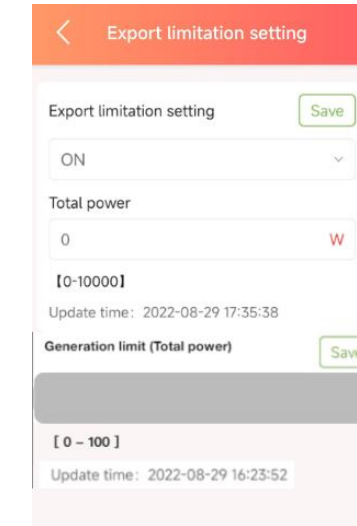 Export limitation setting
Export limitation setting Save
ON
Total power
0 W
【0-10000】
Update time: 2022-08-29 17:35:38
Generation limit (Total power) Save
[ 0 – 100 ]
Update time: 2022-08-29 16:23:52